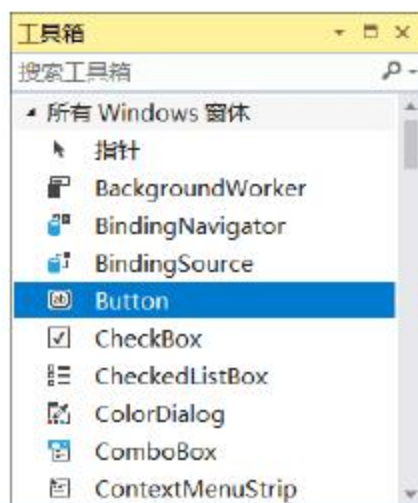 工具箱
搜索工具箱
所有 Windows 窗体
指针
BackgroundWorker
BindingNavigator
BindingSource
Button
CheckBox
CheckedListBox
ColorDialog
ComboBox
ContextMenuStrip